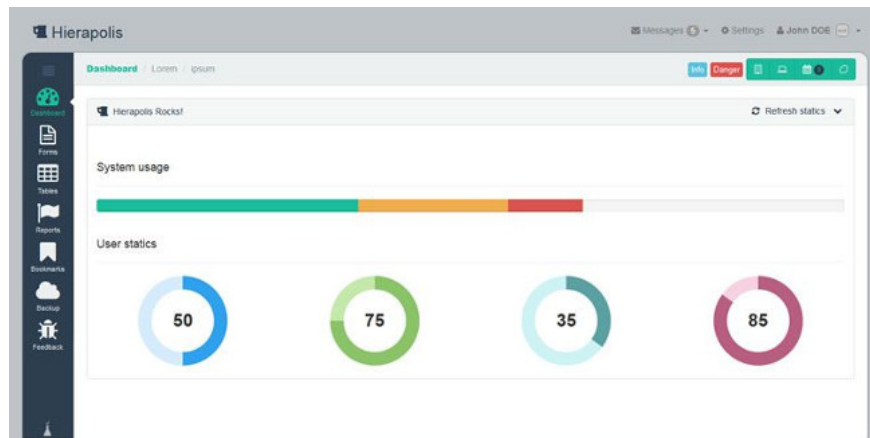 Hierapolis
Messages 5 Settings John DOE
Dashboard / Lorem / Ipsum
Info Danger
Hierapolis Rocks!
Refresh statics
Dashboard
Forms
Tables
Reports
Bookmarks
Backup
Feedback
System usage
User statics
50 75 35 85